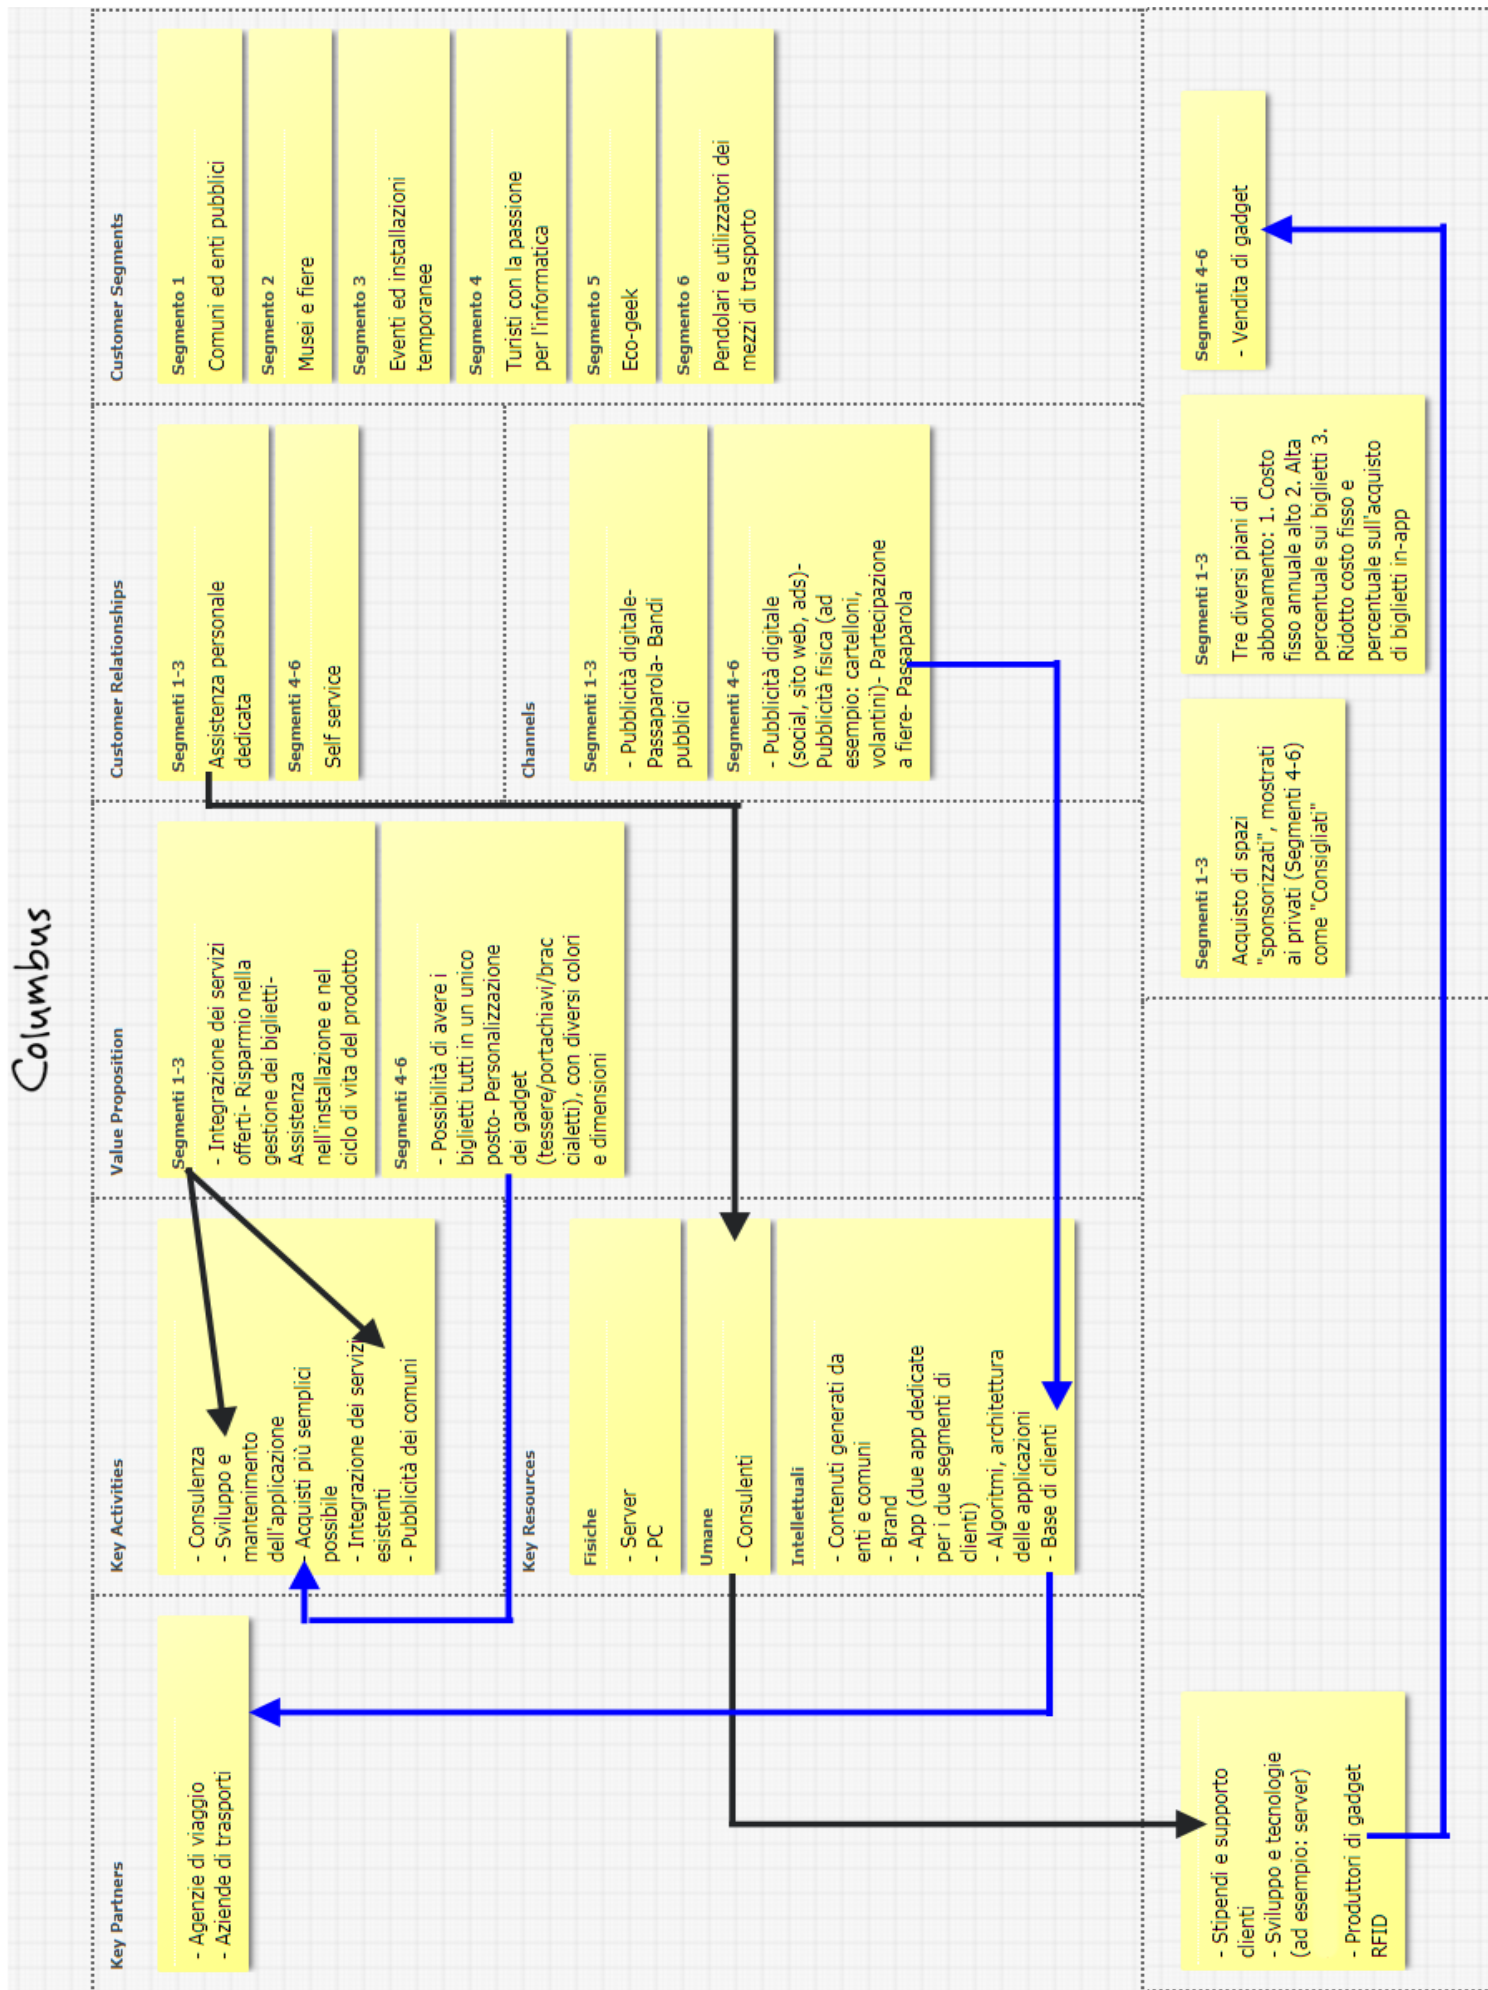 Columbus
Key Partners
- Agenzie di viaggio
- Aziende di trasporti
Key Activities
- Consulenza
- Sviluppo e
mantenimento
dell'applicazione
- Acquisti più semplici
possibile
- Integrazione dei servizi
esistenti
- Pubblicità dei comuni
Key Resources
Fisiche
- Server
- PC
Umane
- Consulenti
Intellettuali
- Contenuti generati da
enti e comuni
- Brand
- App (due app dedicate
per i due segmenti di
clienti)
- Algoritmi, architettura
delle applicazioni
- Base di clienti
Value Proposition
Segmenti 1-3
- Integrazione dei servizi
offerti- Risparmio nella
gestione dei biglietti-
Assistenza
nell'installazione e nel
ciclo di vita del prodotto
Segmenti 4-6
- Possibilità di avere i
biglietti tutti in un unico
posto- Personalizzazione
dei gadget
(tessere/portachiavi/brac
cialetti), con diversi colori
e dimensioni
Customer Relationships
Segmenti 1-3
Assistenza personale
dedicata
Segmenti 4-6
Self service
Channels
Segmenti 1-3
- Pubblicità digitale-
Passaparola- Bandi
pubblici
Segmenti 4-6
- Pubblicità digitale
(social, sito web, ads)-
Pubblicità fisica (ad
esempio: cartelloni,
volantini)- Partecipazione
a fiere- Passaparola
Customer Segments
Segmento 1
Comuni ed enti pubblici
Segmento 2
Musei e fiere
Segmento 3
Eventi ed installazioni
temporanee
Segmento 4
Turisti con la passione
per l'informatica
Segmento 5
Eco-geek
Segmento 6
Pendolari e utilizzatori dei
mezzi di trasporto
- Stipendi e supporto
clienti
- Sviluppo e tecnologie
(ad esempio: server)
- Produttori di gadget
RFID
Segmenti 1-3
Acquisto di spazi
"sponsorizzati", mostrati
ai privati (Segmenti 4-6)
come "Consigliati"
Segmenti 1-3
Tre diversi piani di
abbonamento: 1. Costo
fisso annuale alto 2. Alta
percentuale sui biglietti 3.
Ridotto costo fisso e
percentuale sull'acquisto
di biglietti in-app
Segmenti 4-6
- Vendita di gadget